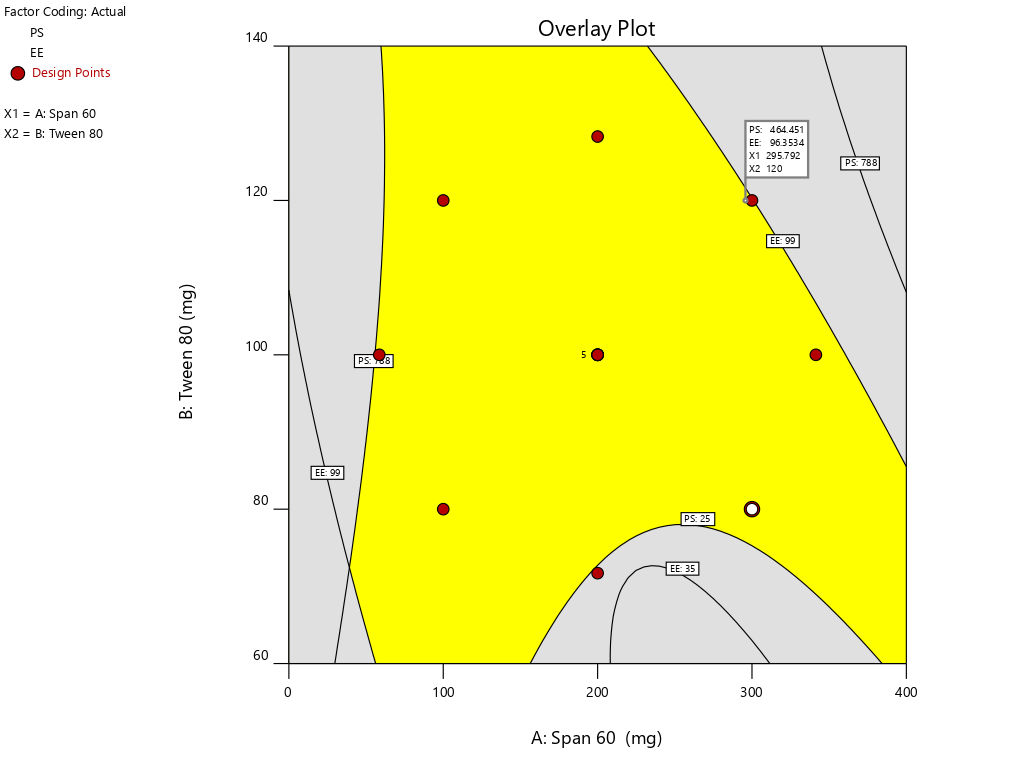 Factor Coding: Actual
PS
EE
Design Points
X1 = A: Span 60
X2 = B: Tween 80
Overlay Plot
B: Tween 80 (mg)
140
120
100
80
60
0 100 200 300 400
A: Span 60 (mg)
PS: 464.451
EE: 96.3534
X1 295.792
X2 120
PS: 788
EE: 99
5
PS: 788
EE: 99
PS: 25
EE: 35